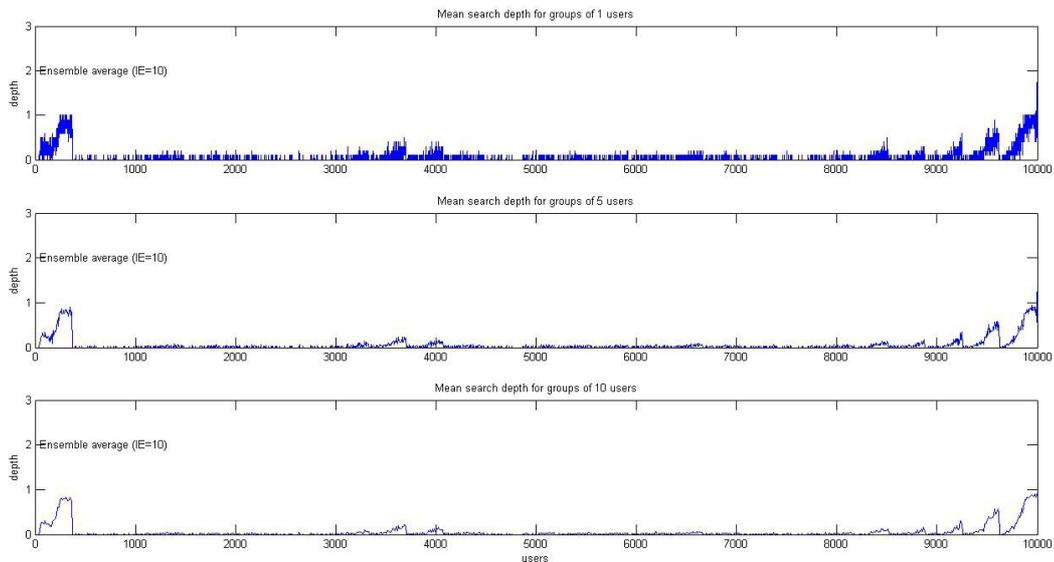 Mean search depth for groups of 1 users
3
2
1
0
depth
Ensemble average (IE=10)
0 1000 2000 3000 4000 5000 6000 7000 8000 9000 10000
Mean search depth for groups of 5 users
3
2
1
0
depth
Ensemble average (IE=10)
0 1000 2000 3000 4000 5000 6000 7000 8000 9000 10000
Mean search depth for groups of 10 users
3
2
1
0
depth
Ensemble average (IE=10)
0 1000 2000 3000 4000 5000 6000 7000 8000 9000 10000
users